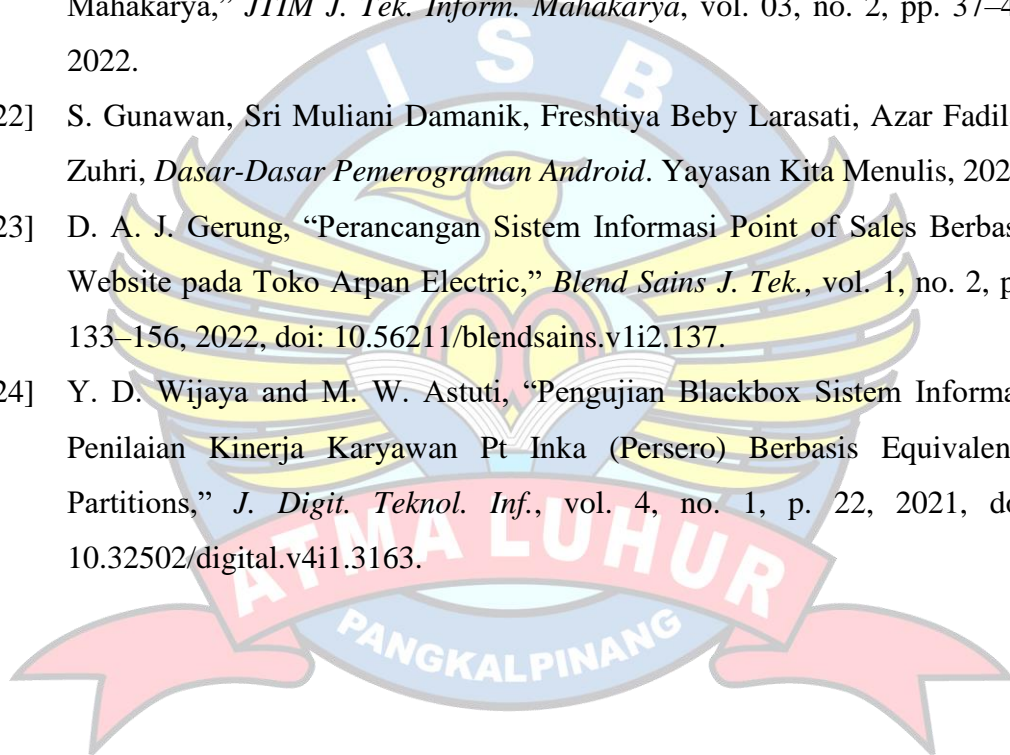 Mahakarya,” JTIM J. Tek. Inform. Mahakarya, vol. 03, no. 2, pp. 37–4
2022.
22] S. Gunawan, Sri Muliani Damanik, Freshtiya Beby Larasati, Azar Fadil
Zuhri, Dasar-Dasar Pemerograman Android. Yayasan Kita Menulis, 202
23] D. A. J. Gerung, “Perancangan Sistem Informasi Point of Sales Berbas
Website pada Toko Arpan Electric,” Blend Sains J. Tek., vol. 1, no. 2, p
133–156, 2022, doi: 10.56211/blendsains.v1i2.137.
24] Y. D. Wijaya and M. W. Astuti, “Pengujian Blackbox Sistem Informa
Penilaian Kinerja Karyawan Pt Inka (Persero) Berbasis Equivalen
Partitions,” J. Digit. Teknol. Inf., vol. 4, no. 1, p. 22, 2021, do
10.32502/digital.v4i1.3163.
I S B
ATMA LUHUR
PANGKALPINANG